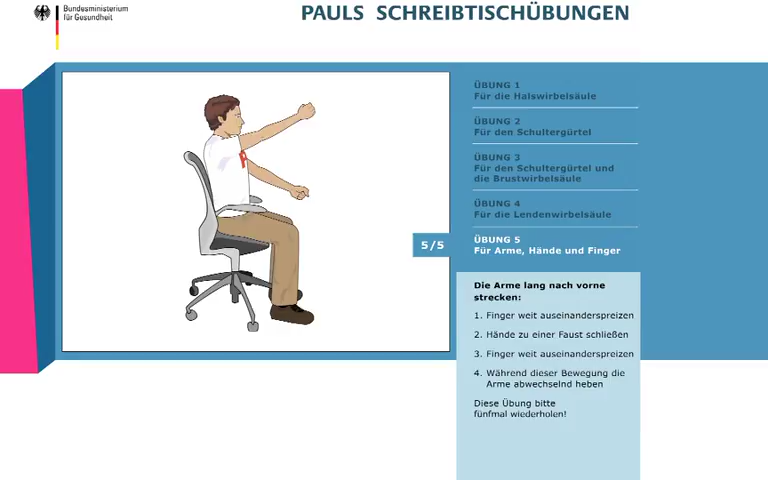 Bundesministerium
für Gesundheit
PAULS SCHREIBTISCHÜBUNGEN
ÜBUNG 1
Für die Halswirbelsäule
ÜBUNG 2
Für den Schultergürtel
ÜBUNG 3
Für den Schultergürtel und
die Brustwirbelsäule
ÜBUNG 4
Für die Lendenwirbelsäule
5/5
ÜBUNG 5
Für Arme, Hände und Finger
Die Arme lang nach vorne
strecken:
1. Finger weit auseinanderspreizen
2. Hände zu einer Faust schließen
3. Finger weit auseinanderspreizen
4. Während dieser Bewegung die
Arme abwechselnd heben
Diese Übung bitte
fünfmal wiederholen!